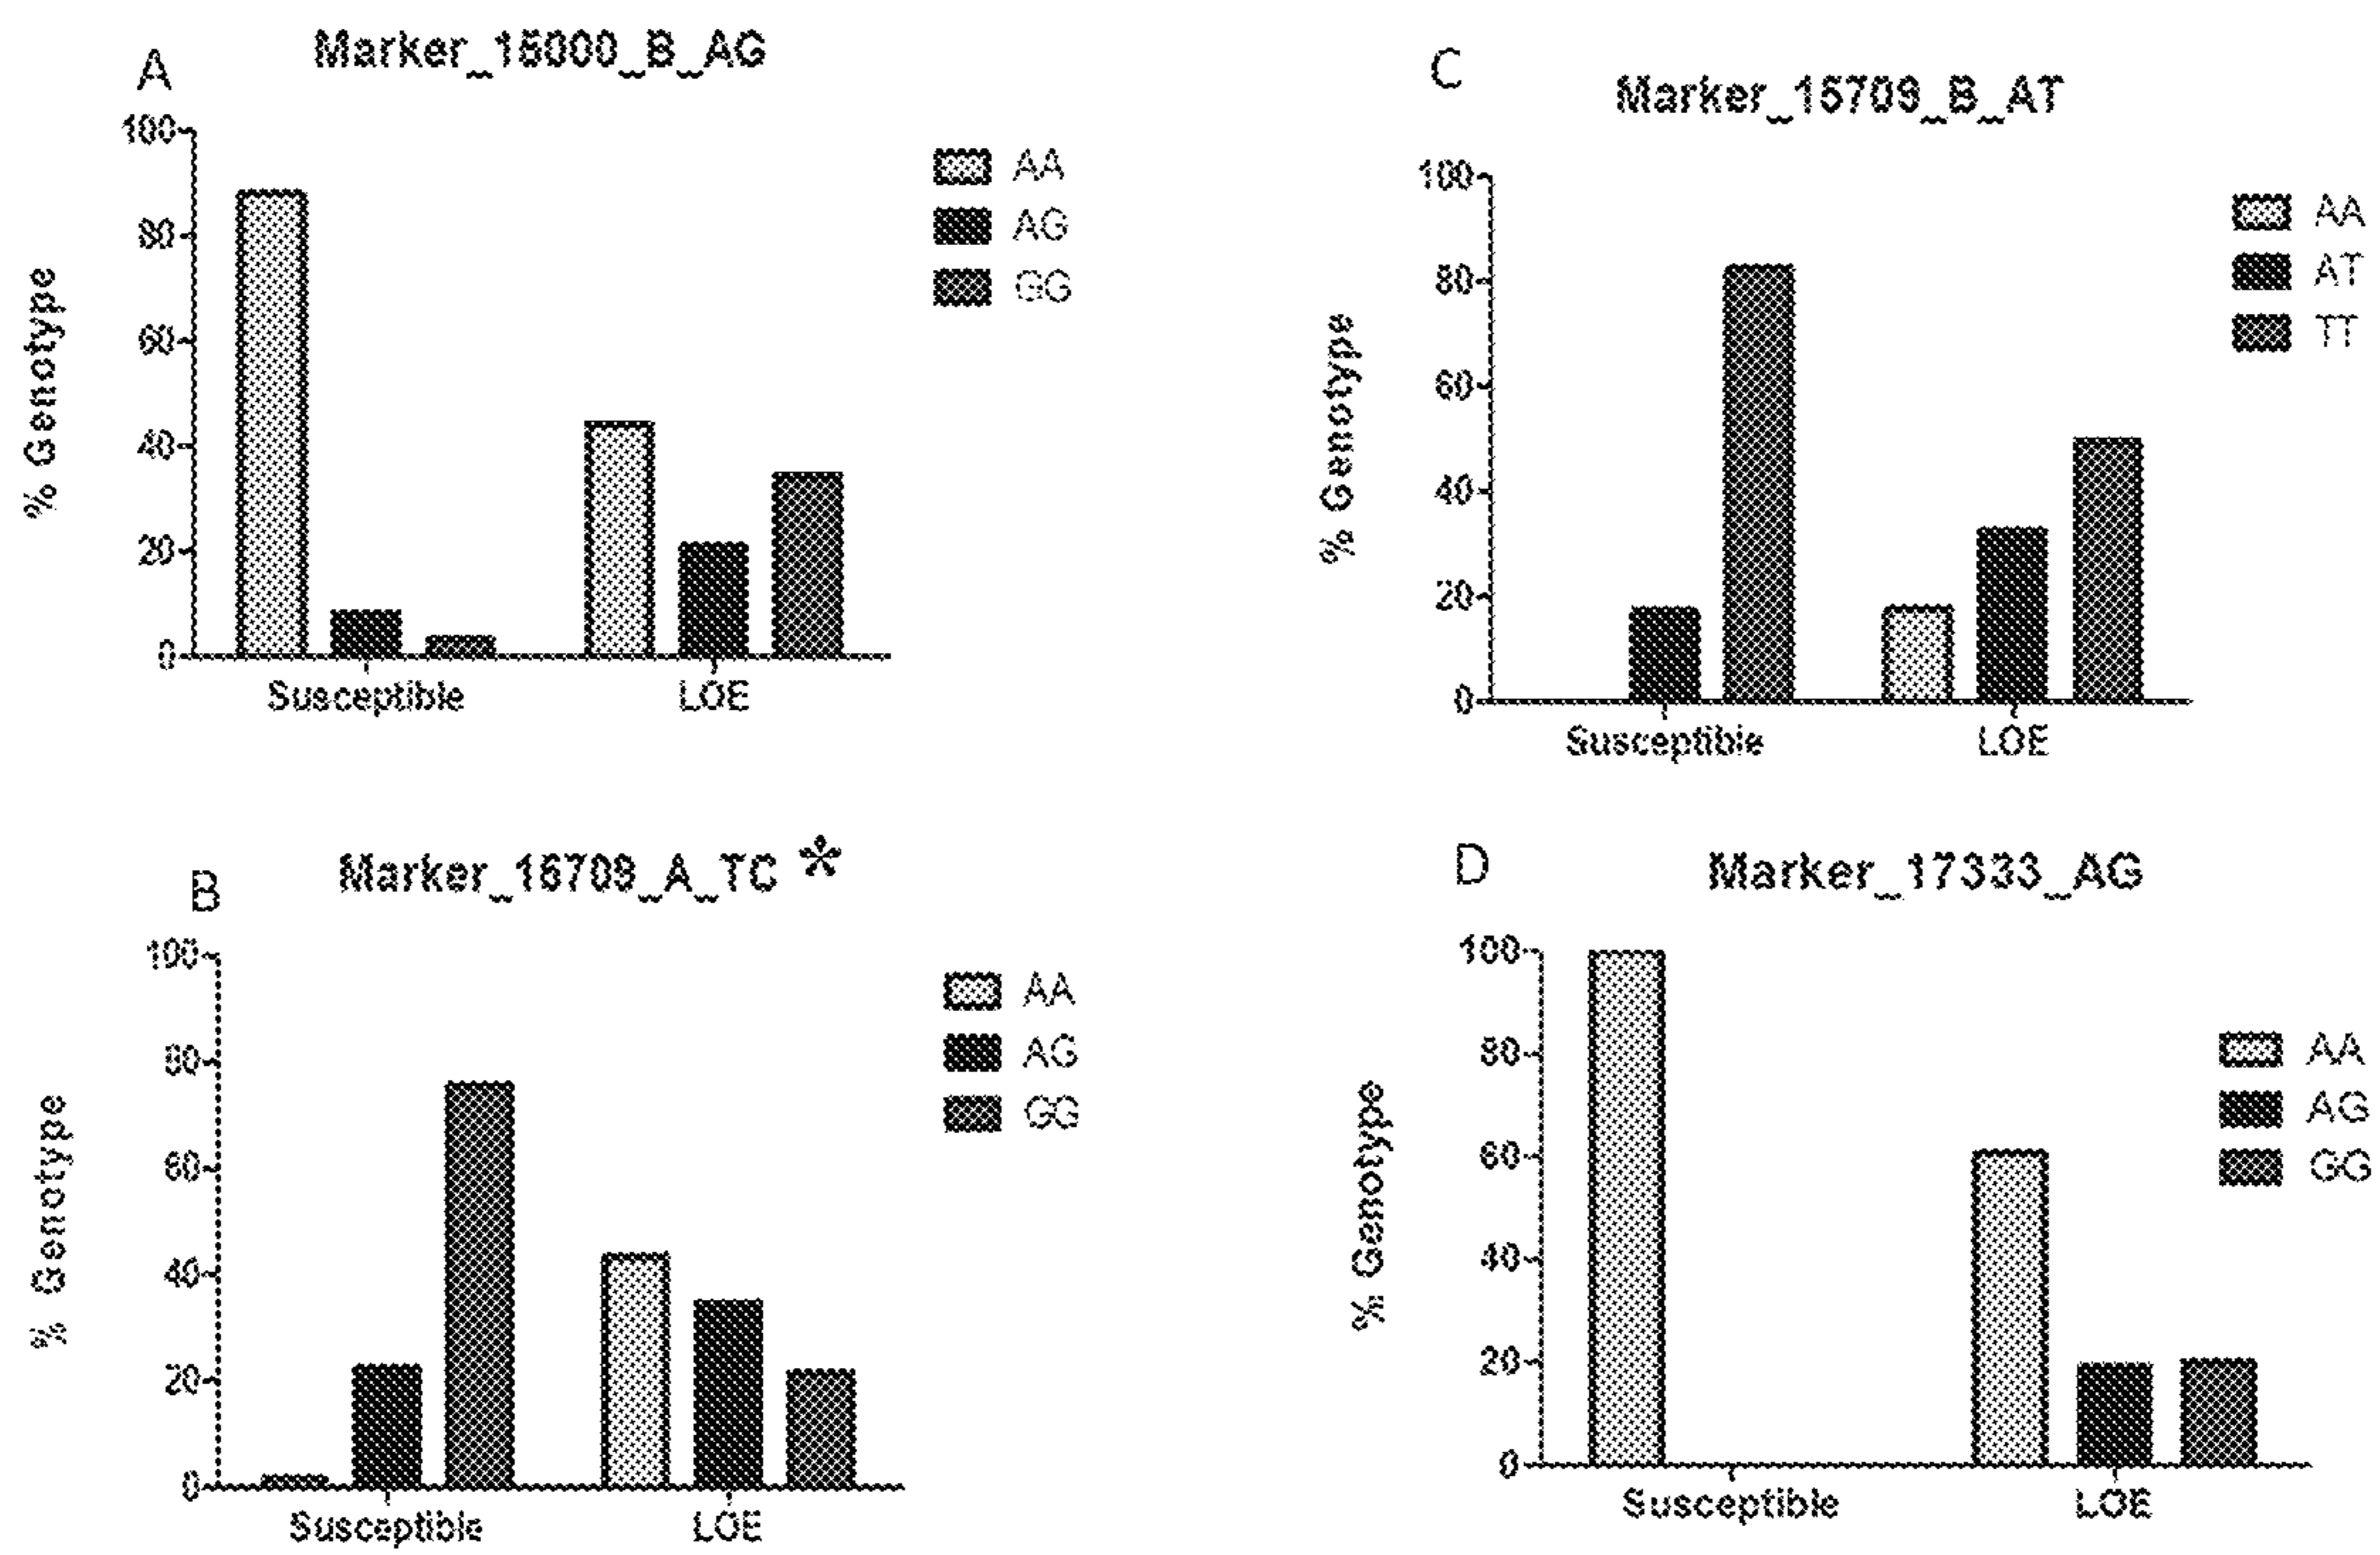 A
Marker_15000_B_AG
100
80
60
40
20
0
% Genotype
Susceptible
LOE
AA
AG
GG
C
Marker_15709_B_AT
100
80
60
40
20
0
% Genotype
Susceptible
LOE
AA
AT
TT
B
Marker_15709_A_TC *
100
80
60
40
20
0
% Genotype
Susceptible
LOE
AA
AG
GG
D
Marker_17333_AG
100
80
60
40
20
0
% Genotype
Susceptible
LOE
AA
AG
GG